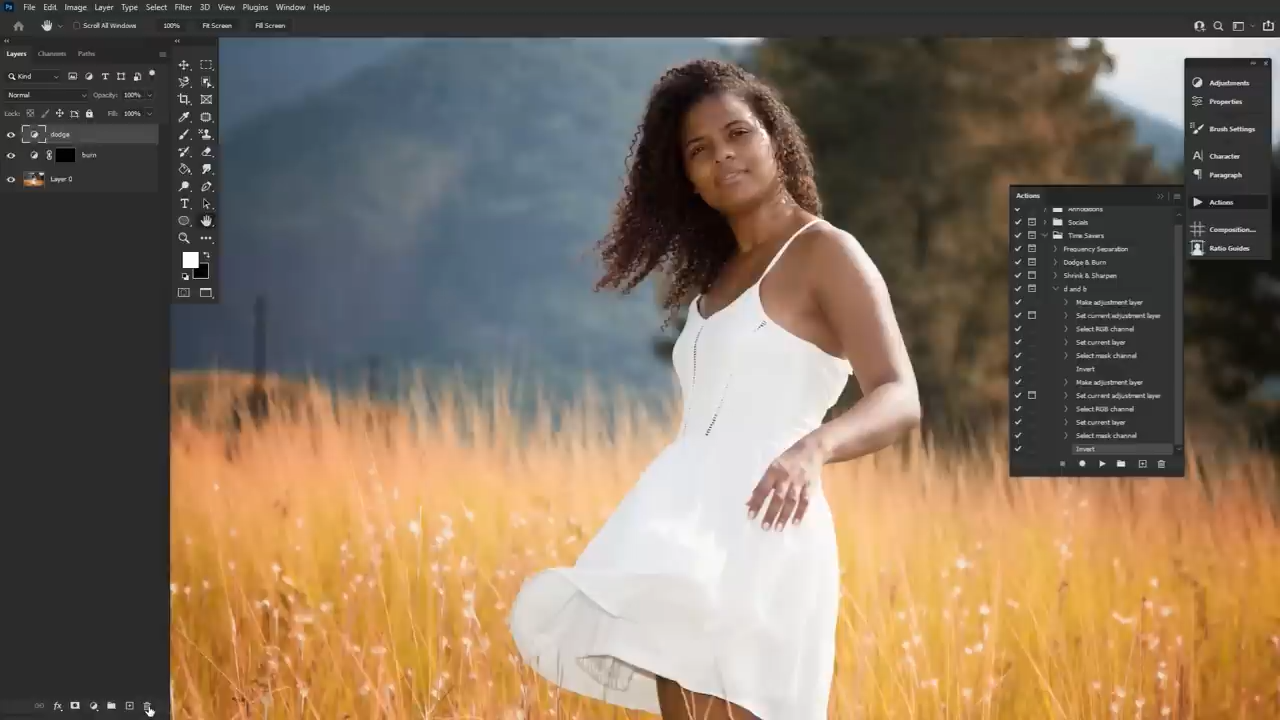 Ps File Edit Image Layer Type Select Filter 3D View Plugins Window Help
Scroll All Windows 100% Fit Screen Fill Screen
Layers Channels Paths
Kind
Normal Opacity: 100%
Lock: Fill: 100%
dodge
burn
Layer 0
Adjustments
Properties
Brush Settings
Character
Paragraph
Actions
Composition...
Ratio Guides
Actions
Annotations
Socials
Time Savers
Frequency Separation
Dodge & Burn
Shrink & Sharpen
d and b
Make adjustment layer
Set current adjustment layer
Select RGB channel
Set current layer
Select mask channel
Invert
Make adjustment layer
Set current adjustment layer
Select RGB channel
Set current layer
Select mask channel
Invert